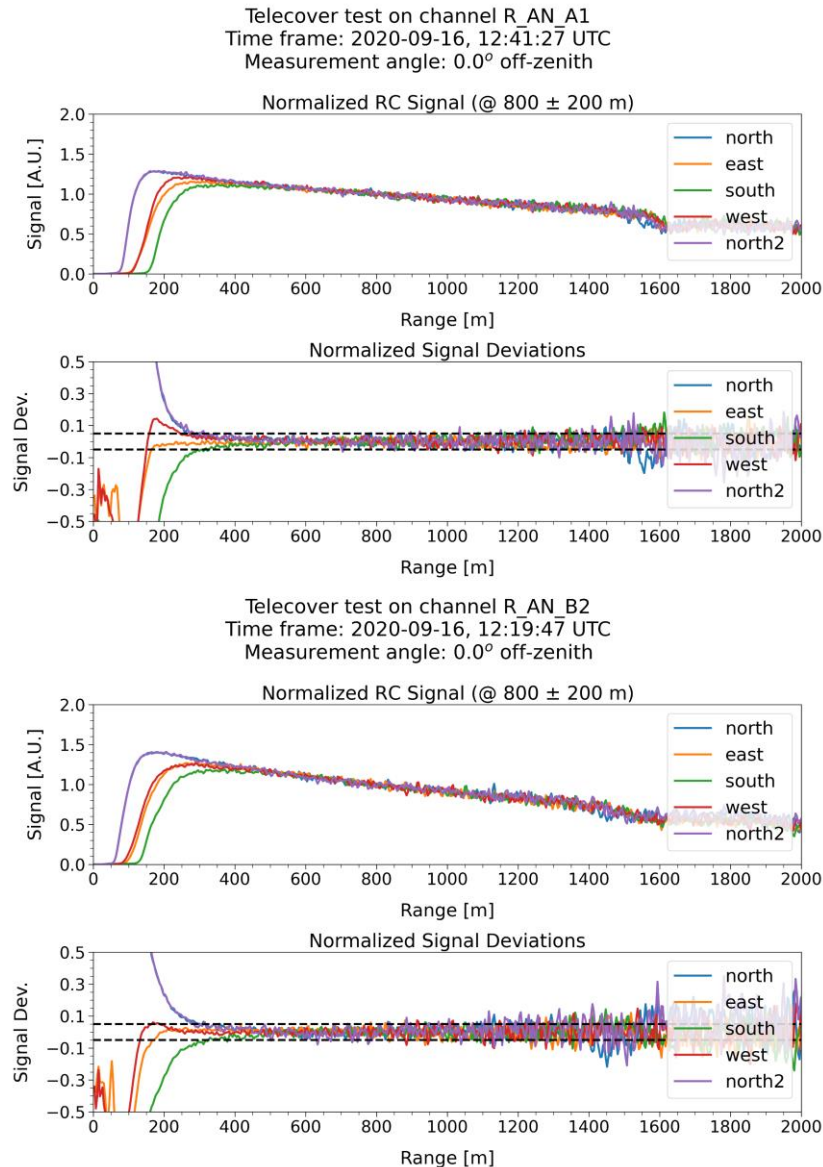 Telecover test on channel R_AN_A1
Time frame: 2020-09-16, 12:41:27 UTC
Measurement angle: 0.0° off-zenith
Normalized RC Signal (@ 800 ± 200 m)
Signal [A.U.]
2.0
1.5
1.0
0.5
0.0
north
east
south
west
north2
0 200 400 600 800 1000 1200 1400 1600 1800 2000
Range [m]
Normalized Signal Deviations
Signal Dev.
0.5
0.3
0.1
−0.1
−0.3
−0.5
north
east
south
west
north2
0 200 400 600 800 1000 1200 1400 1600 1800 2000
Range [m]
Telecover test on channel R_AN_B2
Time frame: 2020-09-16, 12:19:47 UTC
Measurement angle: 0.0° off-zenith
Normalized RC Signal (@ 800 ± 200 m)
Signal [A.U.]
2.0
1.5
1.0
0.5
0.0
north
east
south
west
north2
0 200 400 600 800 1000 1200 1400 1600 1800 2000
Range [m]
Normalized Signal Deviations
Signal Dev.
0.5
0.3
0.1
−0.1
−0.3
−0.5
north
east
south
west
north2
0 200 400 600 800 1000 1200 1400 1600 1800 2000
Range [m]